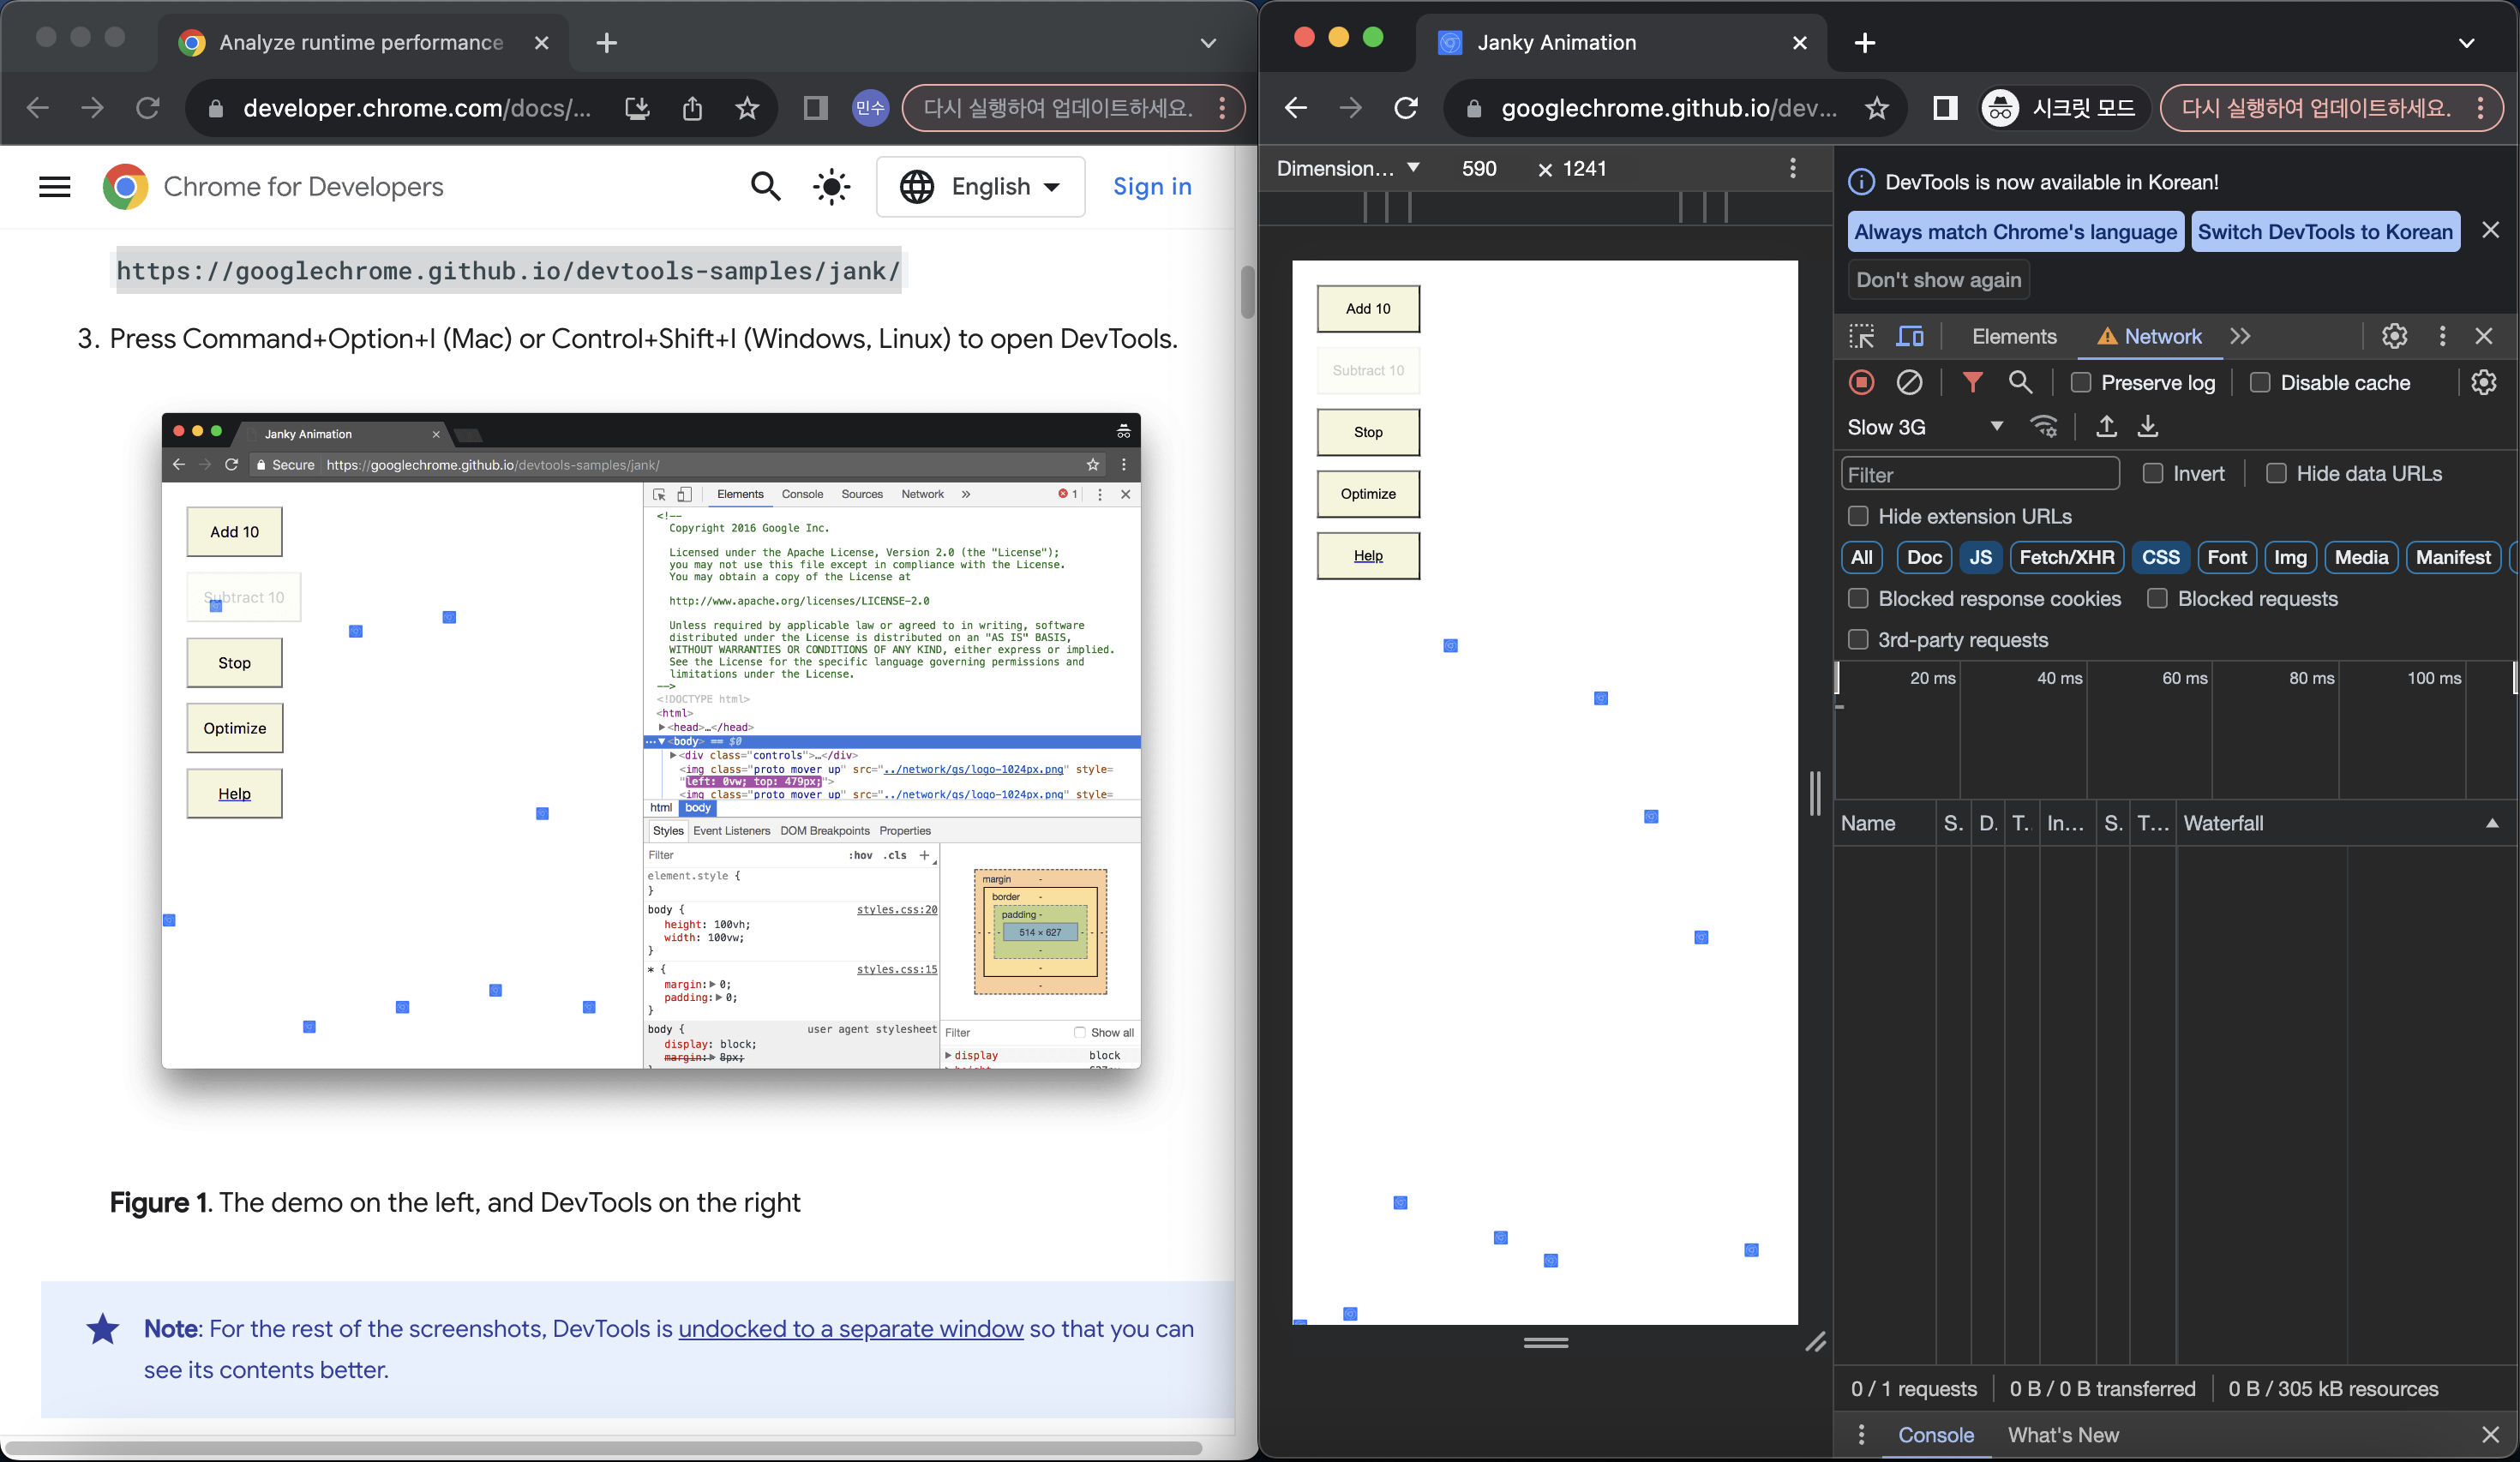 Analyze runtime performance
developer.chrome.com/docs/...
민수
다시 실행하여 업데이트하세요.
Chrome for Developers
English
Sign in
https://googlechrome.github.io/devtools-samples/jank/
3. Press Command+Option+I (Mac) or Control+Shift+I (Windows, Linux) to open DevTools.
Janky Animation
Secure https://googlechrome.github.io/devtools-samples/jank/
Add 10
Subtract 10
Stop
Optimize
Help
Elements Console Sources Network » 1
<!--
Copyright 2016 Google Inc.
Licensed under the Apache License, Version 2.0 (the "License");
you may not use this file except in compliance with the License.
You may obtain a copy of the License at
http://www.apache.org/licenses/LICENSE-2.0
Unless required by applicable law or agreed to in writing, software
distributed under the License is distributed on an "AS IS" BASIS,
WITHOUT WARRANTIES OR CONDITIONS OF ANY KIND, either express or implied.
See the License for the specific language governing permissions and
limitations under the License.
-->
<!DOCTYPE html>
<html>
<head>…</head>
<body> == $0
<div class="controls">…</div>
<img class="proto mover up" src="../network/gs/logo-1024px.png" style=
"left: 0vw; top: 479px;">
<img class="proto mover up" src="../network/gs/logo-1024px.png" style=
html body
Styles Event Listeners DOM Breakpoints Properties
Filter :hov .cls +
element.style {
}
body { styles.css:20
height: 100vh;
width: 100vw;
}
* { styles.css:15
margin: 0;
padding: 0;
}
body { user agent stylesheet
display: block;
margin: 8px;
margin -
border -
padding -
514 × 627
Filter Show all
display block
Figure 1. The demo on the left, and DevTools on the right
Note: For the rest of the screenshots, DevTools is undocked to a separate window so that you can
see its contents better.
Janky Animation
googlechrome.github.io/dev...
시크릿 모드
다시 실행하여 업데이트하세요.
Dimension... 590 × 1241
Add 10
Subtract 10
Stop
Optimize
Help
DevTools is now available in Korean!
Always match Chrome's language Switch DevTools to Korean
Don't show again
Elements Network »
Preserve log Disable cache
Slow 3G
Filter Invert Hide data URLs
Hide extension URLs
All Doc JS Fetch/XHR CSS Font Img Media Manifest
Blocked response cookies Blocked requests
3rd-party requests
20 ms 40 ms 60 ms 80 ms 100 ms
Name S. D. T. In... S. T... Waterfall
0 / 1 requests 0 B / 0 B transferred 0 B / 305 kB resources
Console What's New